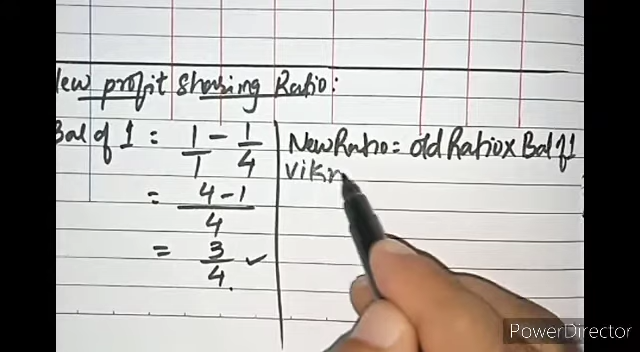 New profit Sharing Ratio:
Bal of 1 = 1/1 - 1/4
= 4-1/4
= 3/4 ✓
New Ratio = old Ratio x Bal of 1
Vikr
PowerDirector